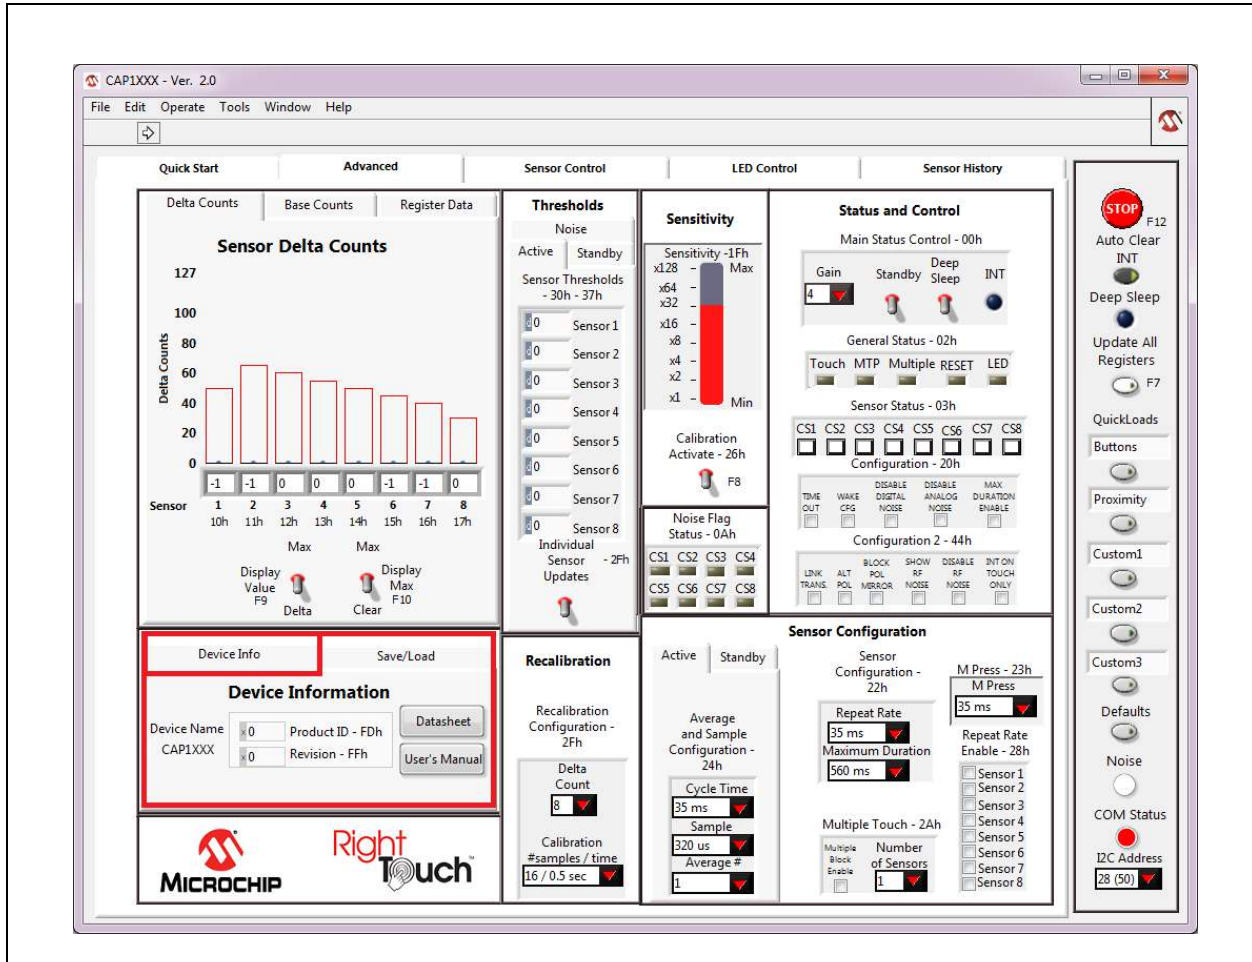 CAP1XXX - Ver. 2.0
File Edit Operate Tools Window Help
Quick Start Advanced Sensor Control LED Control Sensor History
Delta Counts Base Counts Register Data
Sensor Delta Counts
Delta Counts
127
100
80
60
40
20
0
-1 -1 0 0 0 -1 -1 0
Sensor 1 2 3 4 5 6 7 8
10h 11h 12h 13h 14h 15h 16h 17h
Max Max
Display
Value
F9
Delta
Display
Max
F10
Clear
Thresholds
Noise
Active Standby
Sensor Thresholds
- 30h - 37h
d 0 Sensor 1
d 0 Sensor 2
d 0 Sensor 3
d 0 Sensor 4
d 0 Sensor 5
d 0 Sensor 6
d 0 Sensor 7
d 0 Sensor 8
Individual
Sensor - 2Fh
Updates
Sensitivity
Sensitivity -1Fh
x128 Max
x64
x32
x16
x8
x4
x2
x1 Min
Calibration
Activate - 26h
F8
Noise Flag
Status - 0Ah
CS1 CS2 CS3 CS4
CS5 CS6 CS7 CS8
Status and Control
Main Status Control - 00h
Gain Standby Deep Sleep INT
4
General Status - 02h
Touch MTP Multiple RESET LED
Sensor Status - 03h
CS1 CS2 CS3 CS4 CS5 CS6 CS7 CS8
Configuration - 20h
TIME OUT
WAKE CFG
DISABLE DIGITAL NOISE
DISABLE ANALOG NOISE
MAX DURATION ENABLE
Configuration 2 - 44h
LINK TRANS.
ALT POL
BLOCK POL MIRROR
SHOW RF NOISE
DISABLE RF NOISE
INT ON TOUCH ONLY
Device Info Save/Load
Device Information
Device Name
CAP1XXX
x 0 Product ID - FDh
x 0 Revision - FFh
Datasheet
User's Manual
MICROCHIP
Right
Touch
Recalibration
Recalibration
Configuration -
2Fh
Delta
Count
8
Calibration
#samples / time
16 / 0.5 sec
Sensor Configuration
Active Standby
Average
and Sample
Configuration -
24h
Cycle Time
35 ms
Sample
320 us
Average #
1
Sensor
Configuration -
22h
Repeat Rate
35 ms
Maximum Duration
560 ms
Multiple Touch - 2Ah
Multiple
Block
Enable
Number
of Sensors
1
M Press - 23h
M Press
35 ms
Repeat Rate
Enable - 28h
Sensor 1
Sensor 2
Sensor 3
Sensor 4
Sensor 5
Sensor 6
Sensor 7
Sensor 8
STOP
F12
Auto Clear
INT
Deep Sleep
Update All
Registers
F7
QuickLoads
Buttons
Proximity
Custom1
Custom2
Custom3
Defaults
Noise
COM Status
I2C Address
28 (50)